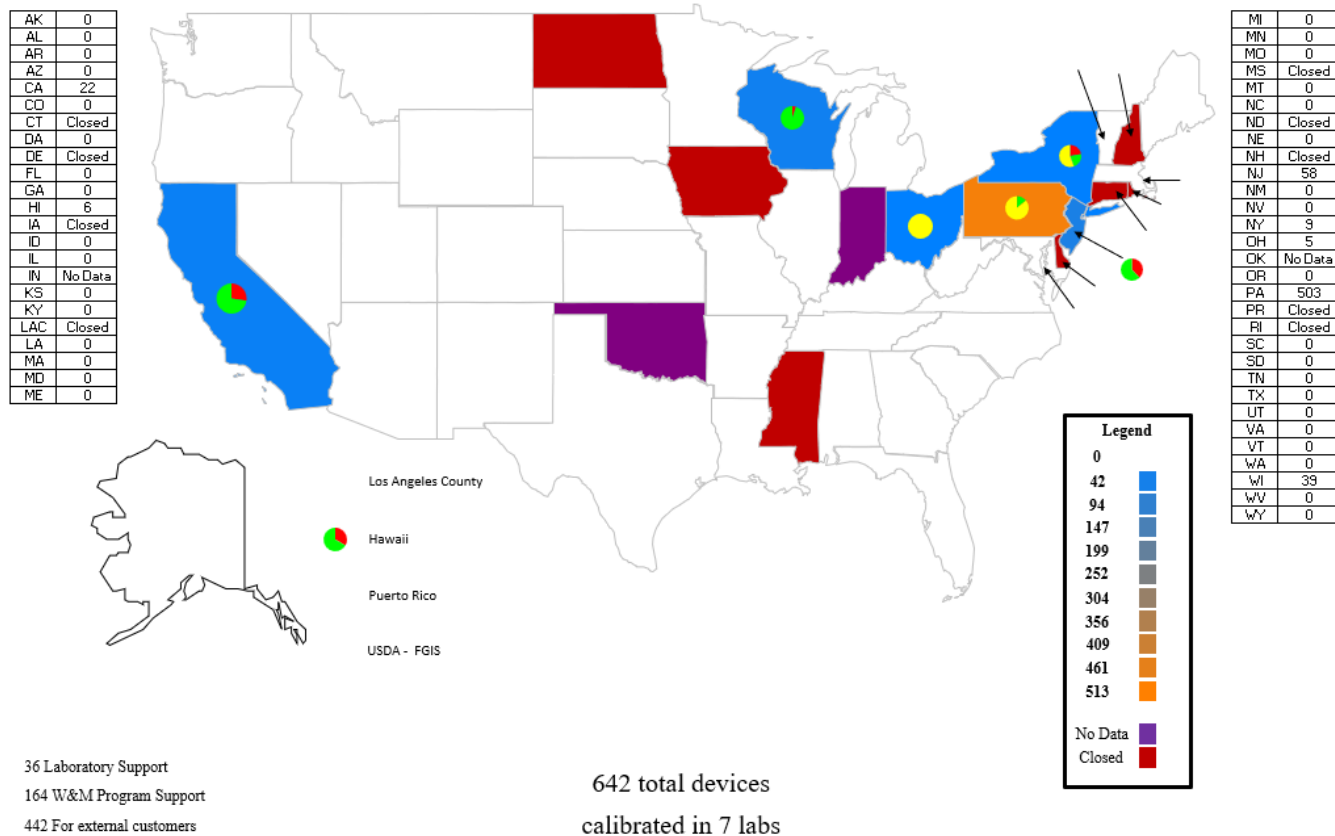 AK 0
AL 0
AR 0
AZ 0
CA 22
CO 0
CT Closed
DA 0
DE Closed
FL 0
GA 0
HI 6
IA Closed
ID 0
IL 0
IN No Data
KS 0
KY 0
LAC Closed
LA 0
MA 0
MD 0
ME 0
MI 0
MN 0
MO 0
MS Closed
MT 0
NC 0
ND Closed
NE 0
NH Closed
NJ 58
NM 0
NV 0
NY 9
OH 5
OK No Data
OR 0
PA 503
PR Closed
RI Closed
SC 0
SD 0
TN 0
TX 0
UT 0
VA 0
VT 0
WA 0
WI 39
WV 0
WY 0
Los Angeles County
Hawaii
Puerto Rico
USDA - FGIS
Legend
0
42
94
147
199
252
304
356
409
461
513
No Data
Closed
36 Laboratory Support
164 W&M Program Support
442 For external customers
642 total devices
calibrated in 7 labs